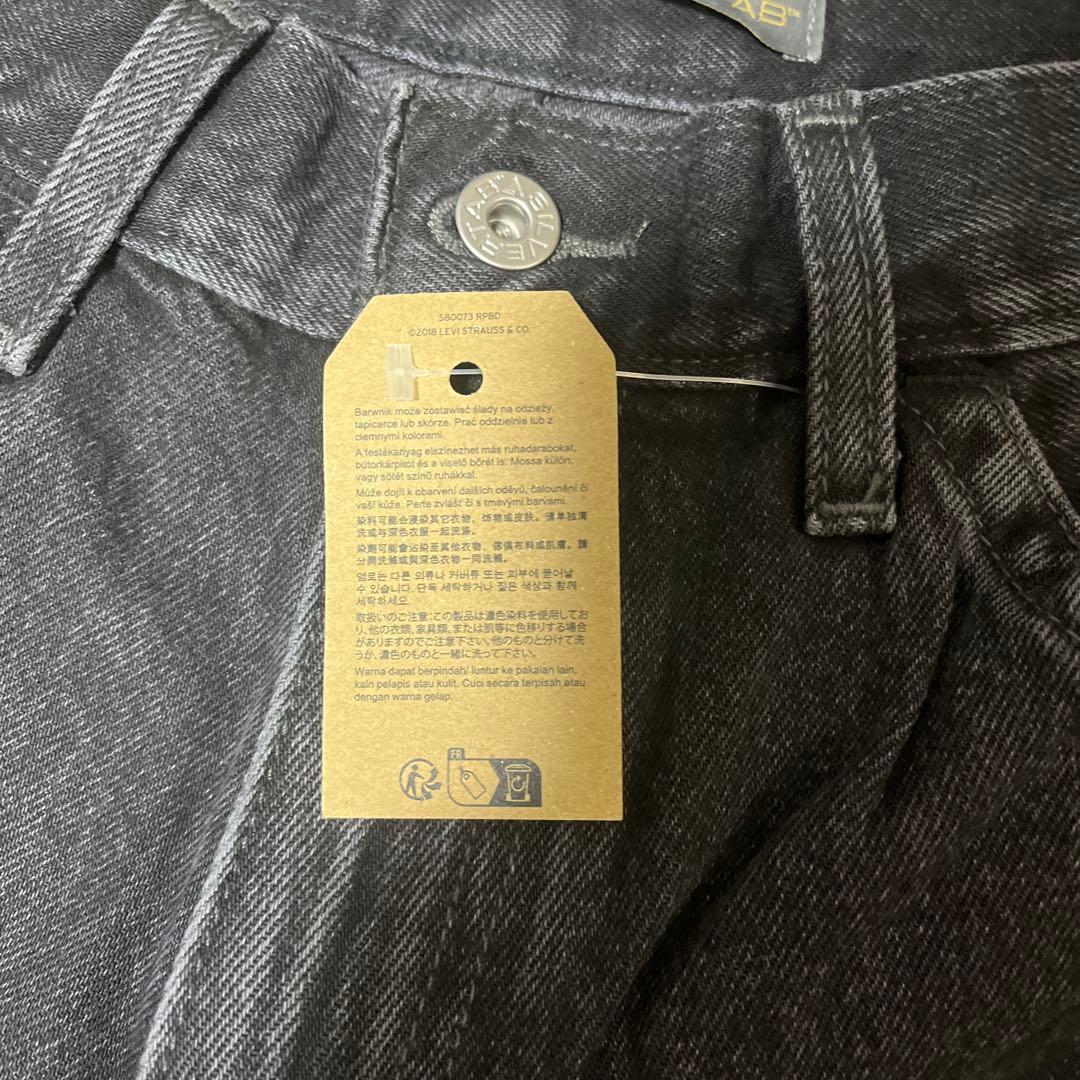 AB™
SILVERTAB™
S80073 RPBD
©2018 LEVI STRAUSS & CO.
Barwnik może zostawiać ślady na odzieży,
tapicerce lub skórze. Prać oddzielnie lub z
ciemnymi kolorami.
A festékanyag elszínezhet más ruhadarabokat,
bútorkárpitot és a viselő bőrét is. Mossa külön,
vagy sötét színű ruhákkal.
Může dojít k obarvení dalších oděvů, čalounění či
vaší kůže. Perte zvlášť či s tmavými barvami.
染料可能会浸染其它衣物、饰物或皮肤。请单独清
洗或与深色衣服一起洗涤。
染劑可能會沾染至其他衣物、傢俱布料或肌膚。請
分開洗滌或與深色衣物一同洗滌。
염료는 다른 의류나 커버류 또는 피부에 묻어날
수 있습니다. 단독 세탁하거나 짙은 색상과 함께
세탁하세요.
取扱いのご注意:この製品は濃色染料を使用してお
り、他の衣類、家具類、または肌等に色移りする場合
がありますのでご注意下さい。他のものと分けて洗
うか、濃色のものと一緒に洗って下さい。
Warna dapat berpindah/ luntur ke pakaian lain,
kain pelapis atau kulit. Cuci secara terpisah atau
dengan warna gelap.
FR